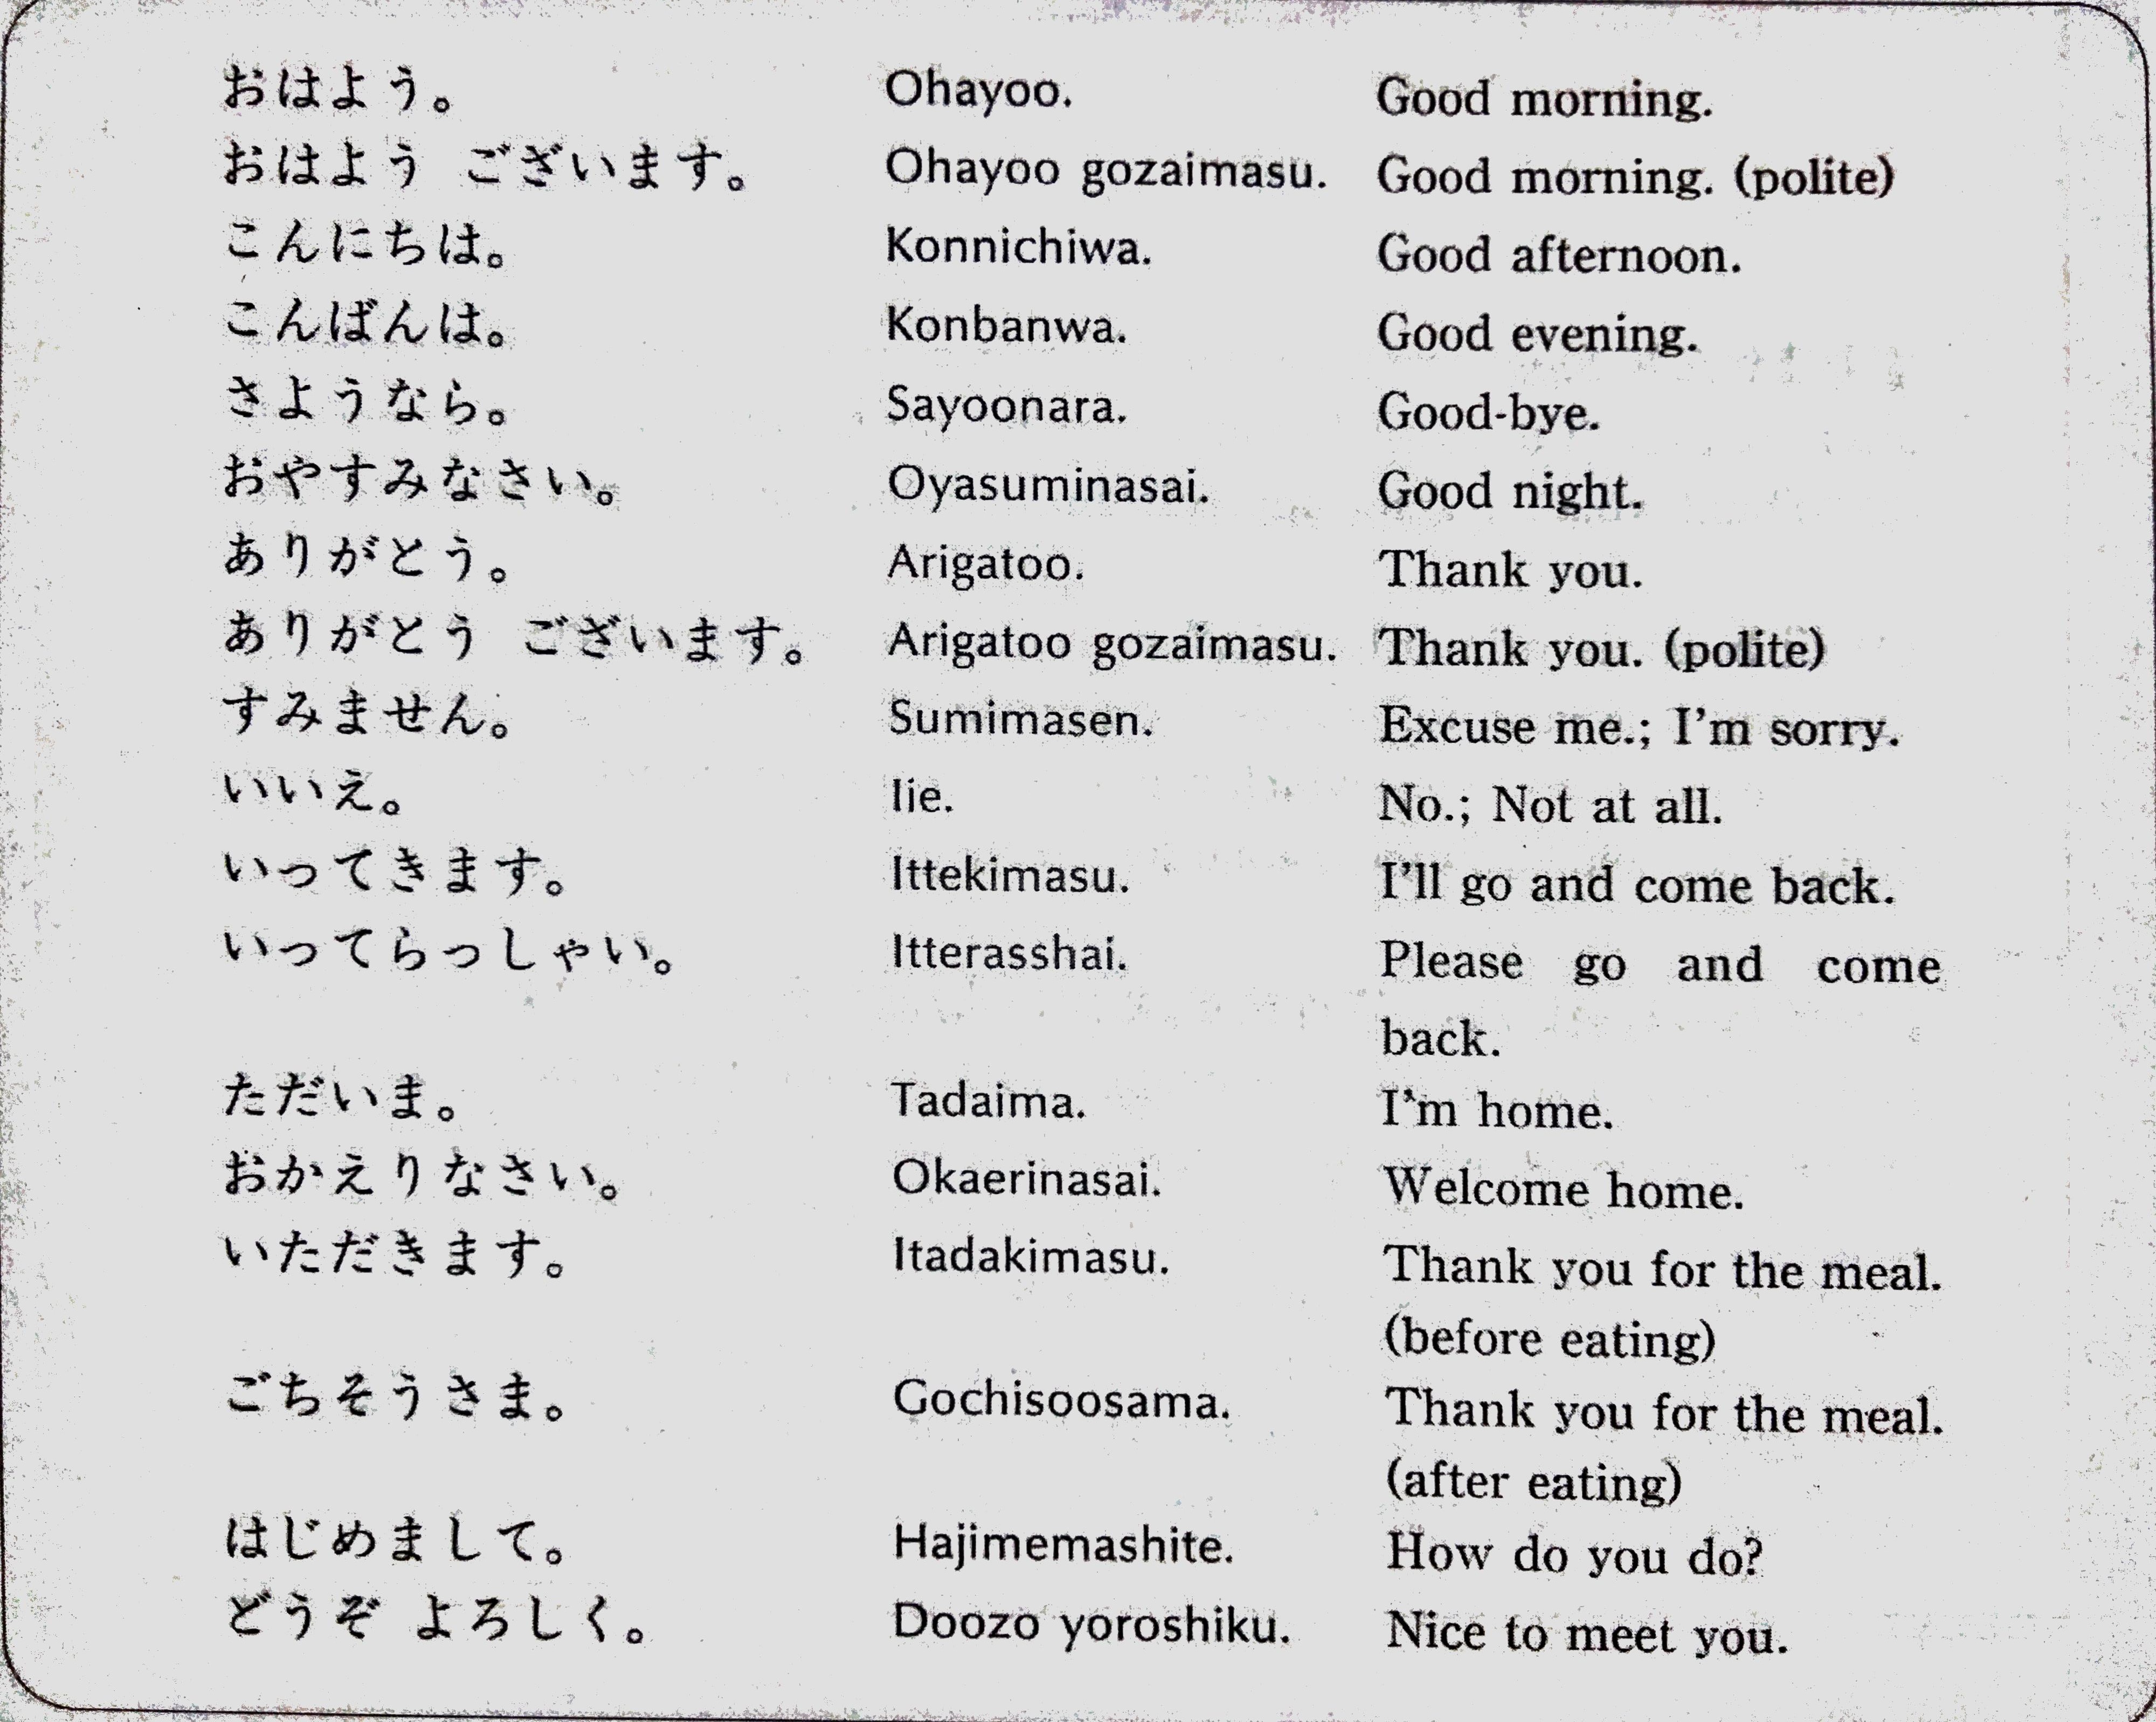 おはよう。 Ohayoo. Good morning.
おはよう ございます。 Ohayoo gozaimasu. Good morning. (polite)
こんにちは。 Konnichiwa. Good afternoon.
こんばんは。 Konbanwa. Good evening.
さようなら。 Sayoonara. Good-bye.
おやすみなさい。 Oyasuminasai. Good night.
ありがとう。 Arigatoo. Thank you.
ありがとう ございます。 Arigatoo gozaimasu. Thank you. (polite)
すみません。 Sumimasen. Excuse me.; I'm sorry.
いいえ。 Iie. No.; Not at all.
いってきます。 Ittekimasu. I'll go and come back.
いってらっしゃい。 Itterasshai. Please go and come
back.
ただいま。 Tadaima. I'm home.
おかえりなさい。 Okaerinasai. Welcome home.
いただきます。 Itadakimasu. Thank you for the meal.
(before eating)
ごちそうさま。 Gochisoosama. Thank you for the meal.
(after eating)
はじめまして。 Hajimemashite. How do you do?
どうぞ よろしく。 Doozo yoroshiku. Nice to meet you.